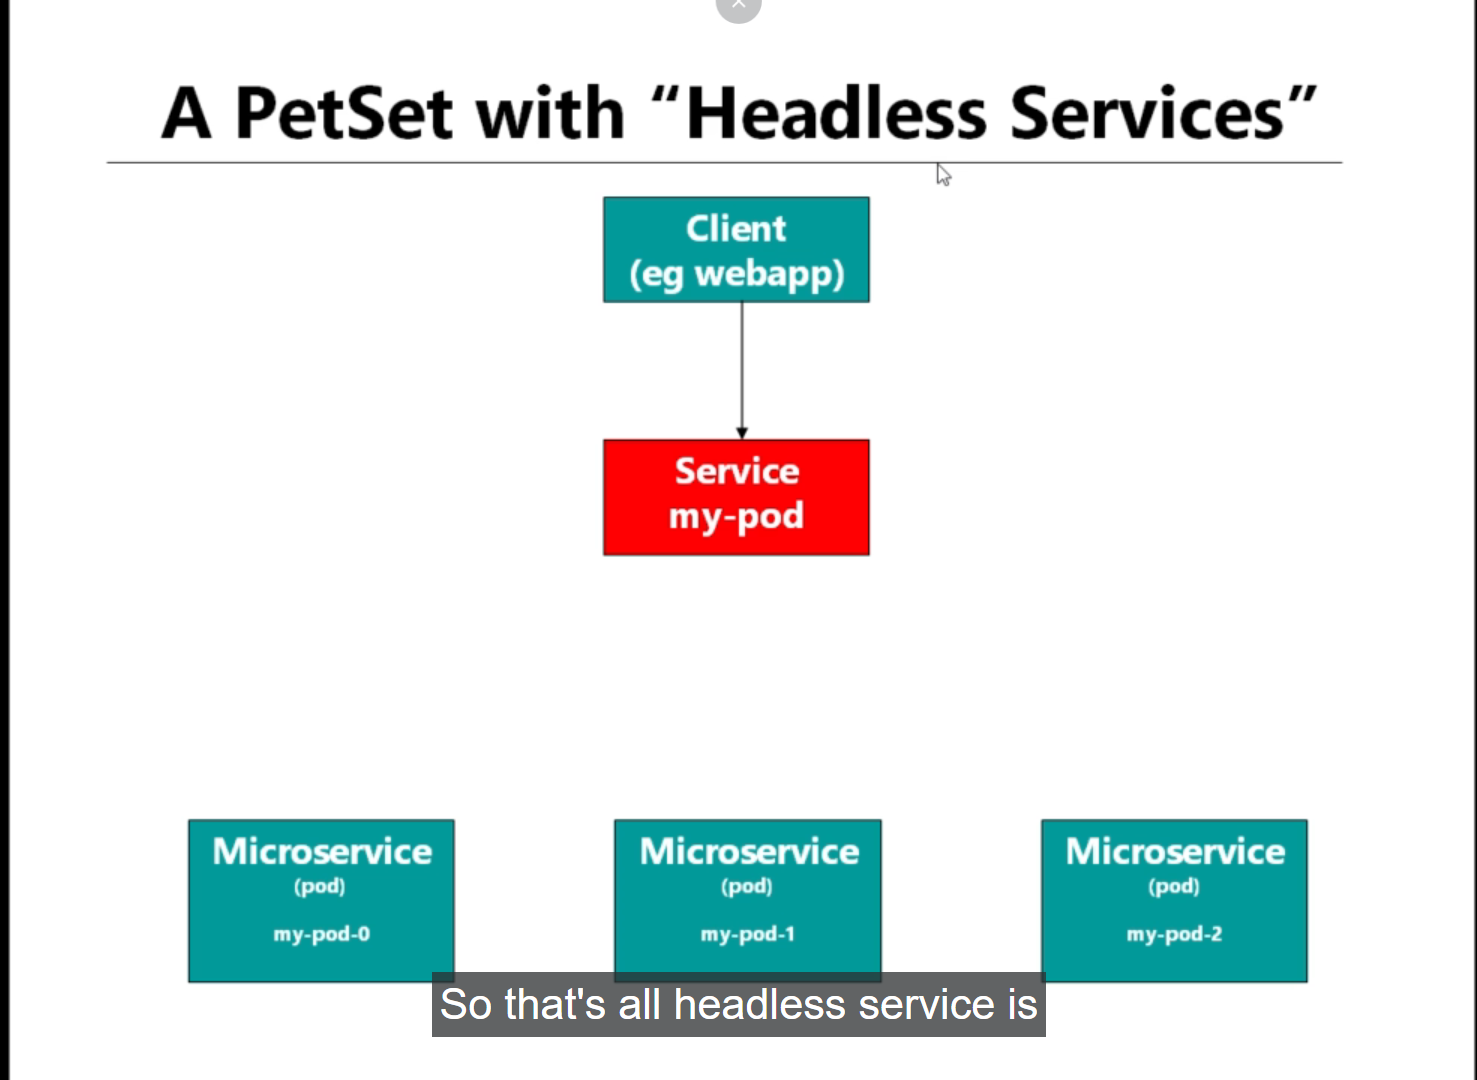 A PetSet with “Headless Services”
Client
(eg webapp)
Service
my-pod
Microservice
(pod)
my-pod-0
Microservice
(pod)
my-pod-1
Microservice
(pod)
my-pod-2
So that's all headless service is